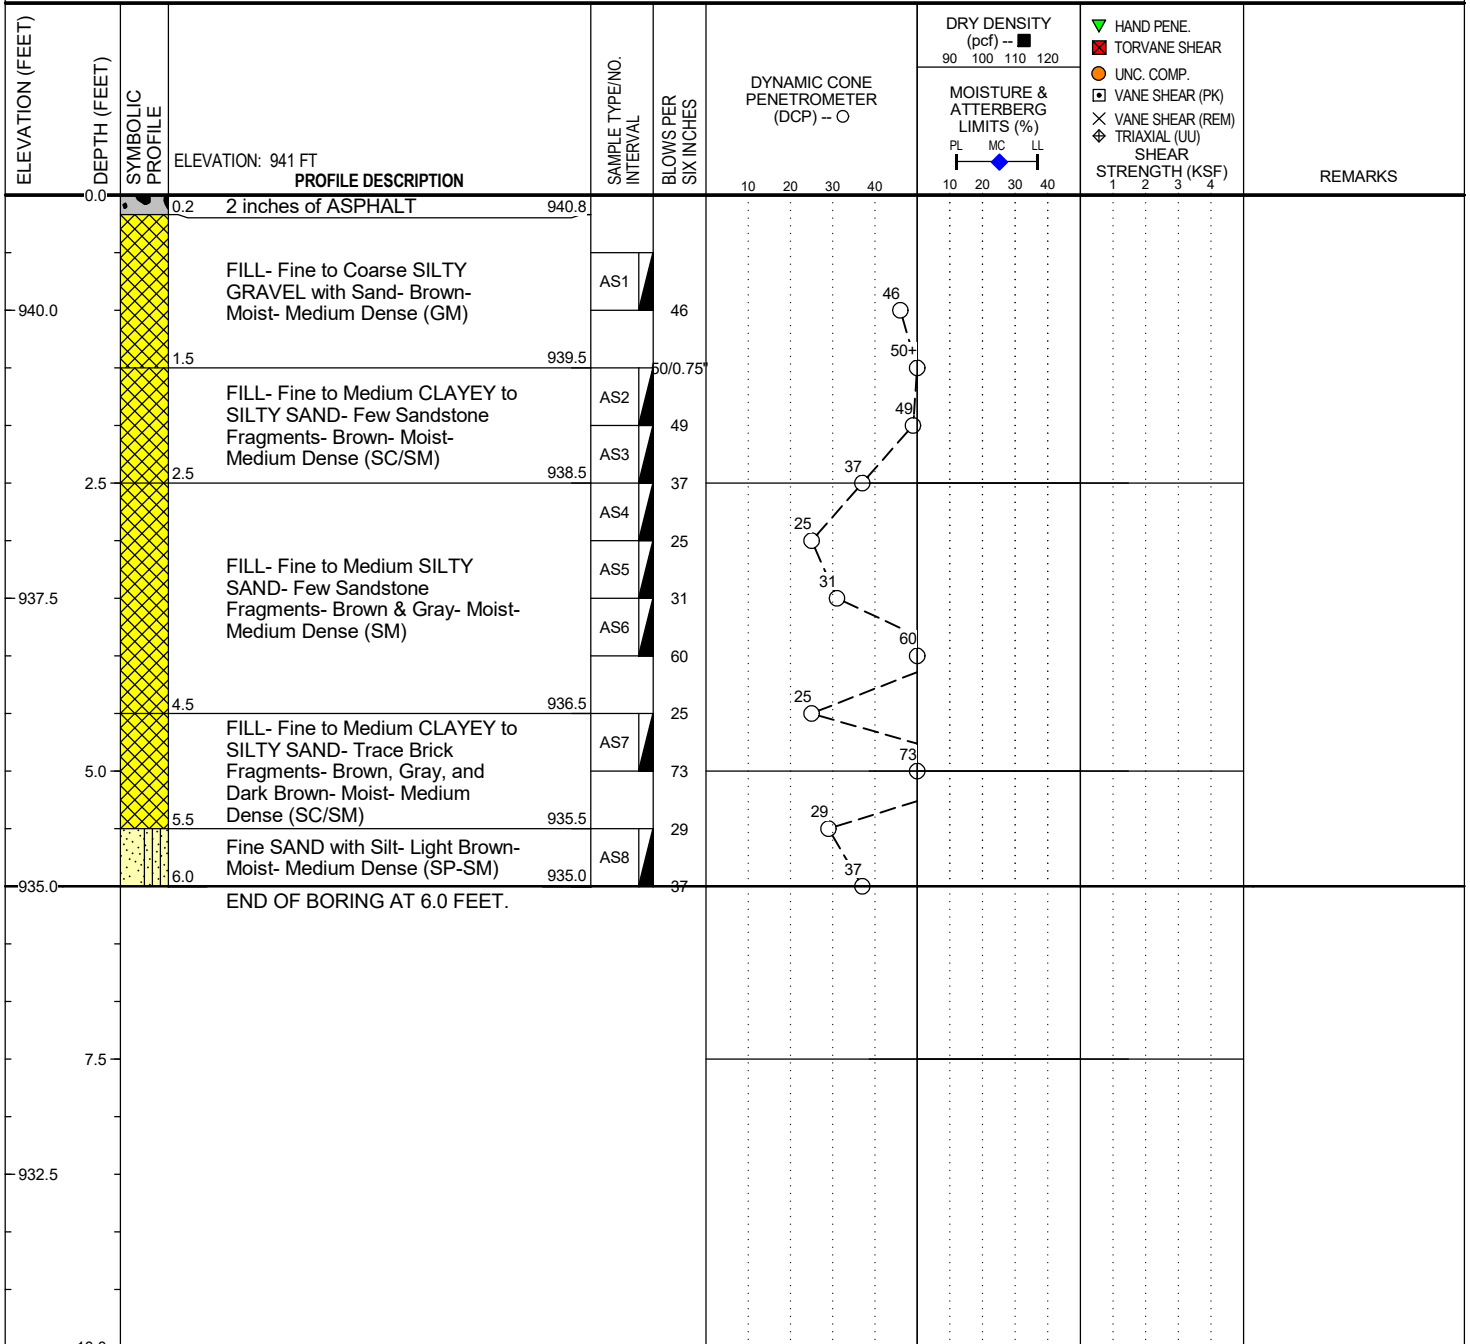 ELEVATION (FEET)
DEPTH (FEET)
SYMBOLIC
PROFILE
ELEVATION: 941 FT
PROFILE DESCRIPTION
SAMPLE TYPE/NO.
INTERVAL
BLOWS PER
SIX INCHES
DYNAMIC CONE
PENETROMETER
(DCP) --
10 20 30 40
DRY DENSITY
(pcf) --
90 100 110 120
MOISTURE &
ATTERBERG
LIMITS (%)
PL MC LL
10 20 30 40
HAND PENE.
TORVANE SHEAR
UNC. COMP.
VANE SHEAR (PK)
VANE SHEAR (REM)
TRIAXIAL (UU)
SHEAR
STRENGTH (KSF)
1 2 3 4
REMARKS
0.0
0.2 2 inches of ASPHALT 940.8
FILL- Fine to Coarse SILTY
GRAVEL with Sand- Brown-
Moist- Medium Dense (GM)
AS1
46
46
940.0
1.5 939.5
50/0.75"
50+
FILL- Fine to Medium CLAYEY to
SILTY SAND- Few Sandstone
Fragments- Brown- Moist-
Medium Dense (SC/SM)
AS2
49
49
AS3
2.5 938.5
2.5
37
37
AS4
25
25
FILL- Fine to Medium SILTY
SAND- Few Sandstone
Fragments- Brown & Gray- Moist-
Medium Dense (SM)
AS5
937.5
31
31
AS6
60
60
4.5 936.5
25
25
FILL- Fine to Medium CLAYEY to
SILTY SAND- Trace Brick
Fragments- Brown, Gray, and
Dark Brown- Moist- Medium
Dense (SC/SM)
AS7
5.0
73
73
5.5 935.5
29
29
Fine SAND with Silt- Light Brown-
Moist- Medium Dense (SP-SM)
AS8
6.0 935.0
935.0
37
37
END OF BORING AT 6.0 FEET.
7.5
932.5